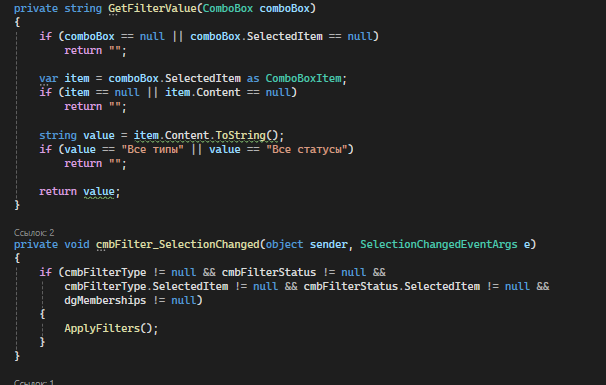 private string GetFilterValue(ComboBox comboBox)
{
    if (comboBox == null || comboBox.SelectedItem == null)
        return "";

    var item = comboBox.SelectedItem as ComboBoxItem;
    if (item == null || item.Content == null)
        return "";

    string value = item.Content.ToString();
    if (value == "Все типы" || value == "Все статусы")
        return "";

    return value;
}

Ссылок: 2
private void cmbFilter_SelectionChanged(object sender, SelectionChangedEventArgs e)
{
    if (cmbFilterType != null && cmbFilterStatus != null &&
        cmbFilterType.SelectedItem != null && cmbFilterStatus.SelectedItem != null &&
        dgMemberships != null)
    {
        ApplyFilters();
    }
}

Ссылок: 1